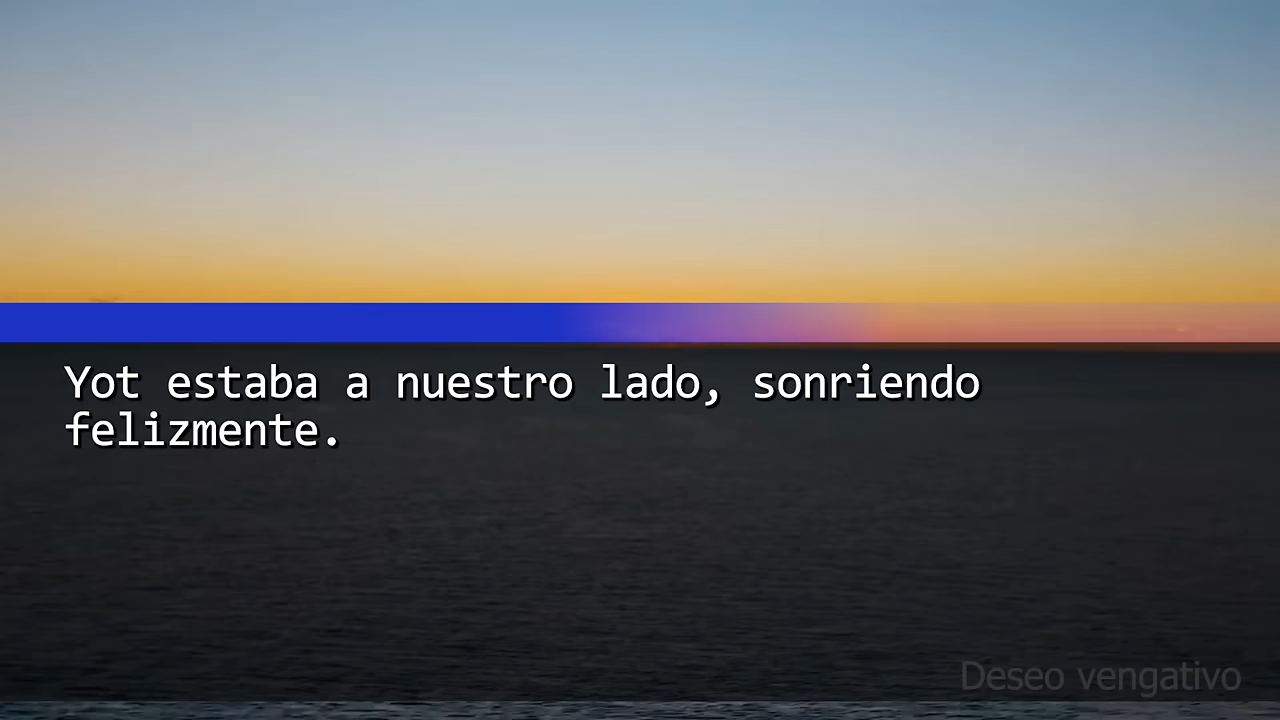 Yot estaba a nuestro lado, sonriendo
felizmente.
Deseo vengativo